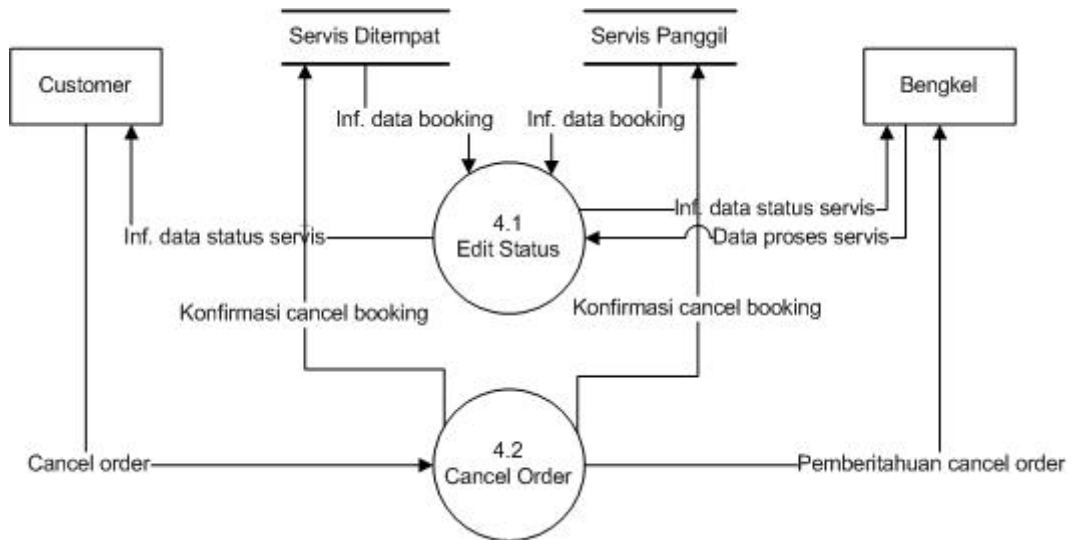 Servis Ditempat
Servis Panggil
Customer
Bengkel
Inf. data booking
Inf. data booking
4.1
Edit Status
Inf. data status servis
Inf. data status servis
Data proses servis
Konfirmasi cancel booking
Konfirmasi cancel booking
4.2
Cancel Order
Cancel order
Pemberitahuan cancel order